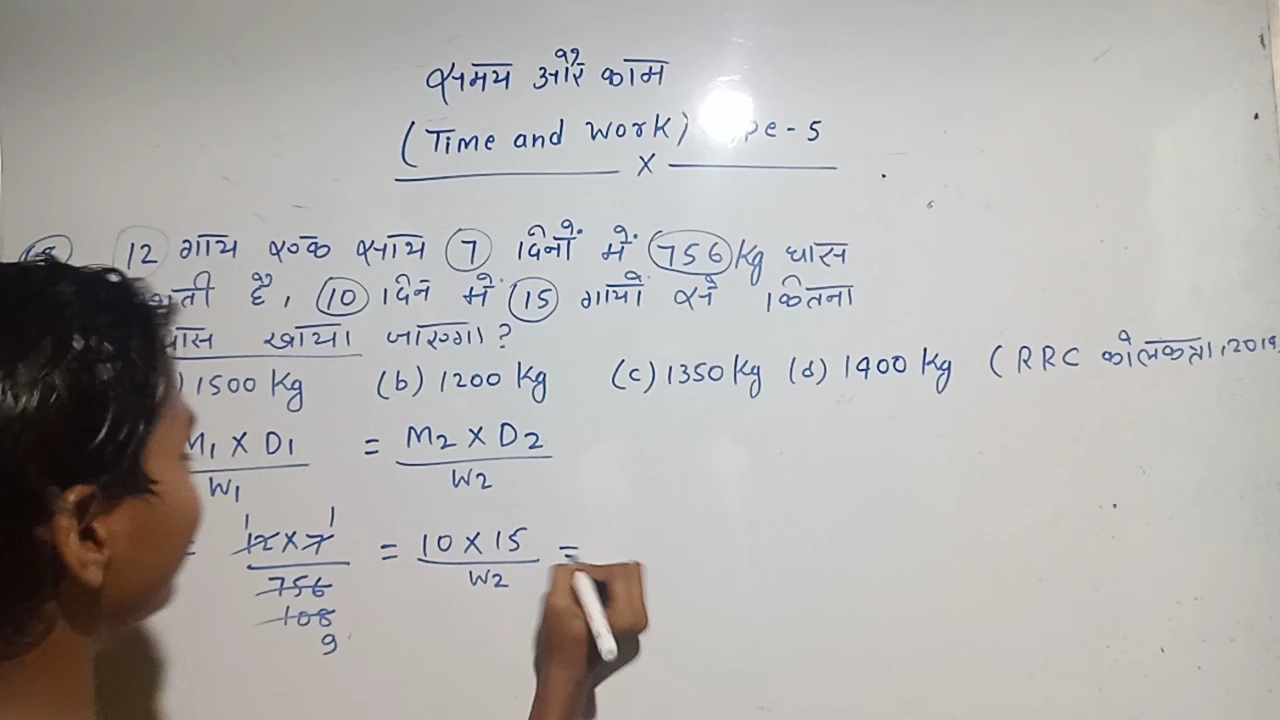 समय और काम
(Time and work) pe-5
x
12 गाय एक साथ 7 दिनों में 756 kg घास
ती है, 10 दिन में 15 गायों से कितना
घास खाया जाएगा?
) 1500 kg (b) 1200 kg (c) 1350 kg (d) 1400 kg (RRC कोलकता, 2019
M1 X D1 = M2 X D2
W1 W2
= 12 X 7 = 10 X 15 =
756 W2
108
9